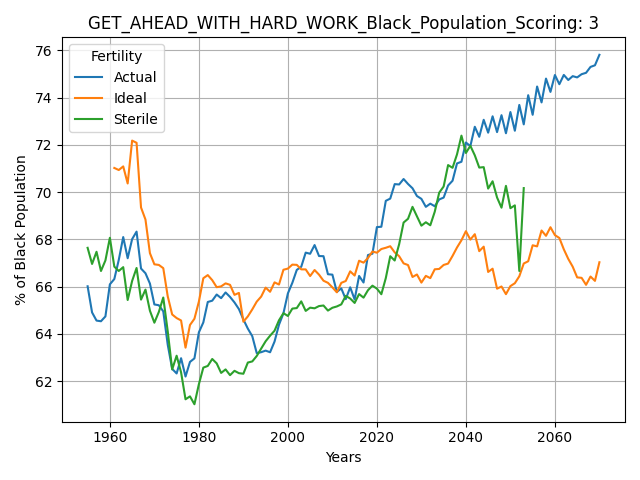 GET_AHEAD_WITH_HARD_WORK_Black_Population_Scoring: 3
Fertility
Actual
Ideal
Sterile
% of Black Population
76
74
72
70
68
66
64
62
1960
1980
2000
2020
2040
2060
Years